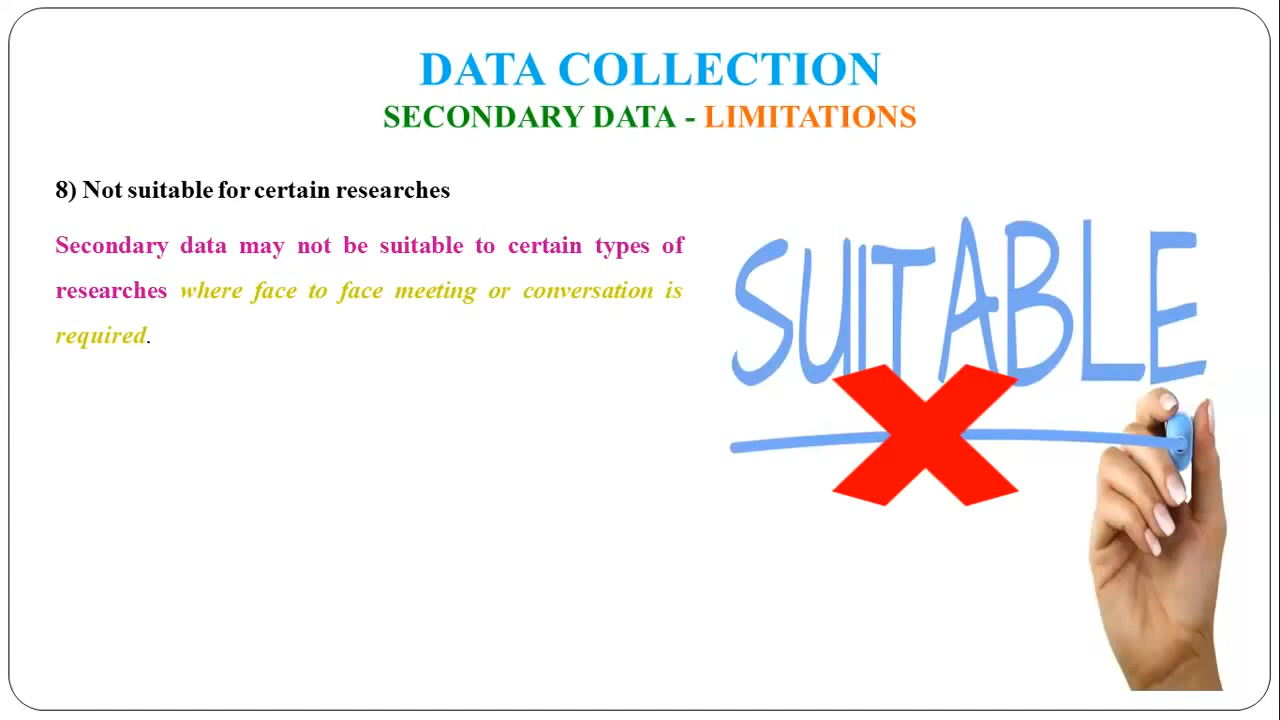 DATA COLLECTION
SECONDARY DATA - LIMITATIONS
8) Not suitable for certain researches
Secondary data may not be suitable to certain types of
researches where face to face meeting or conversation is
required.
SUITABLE